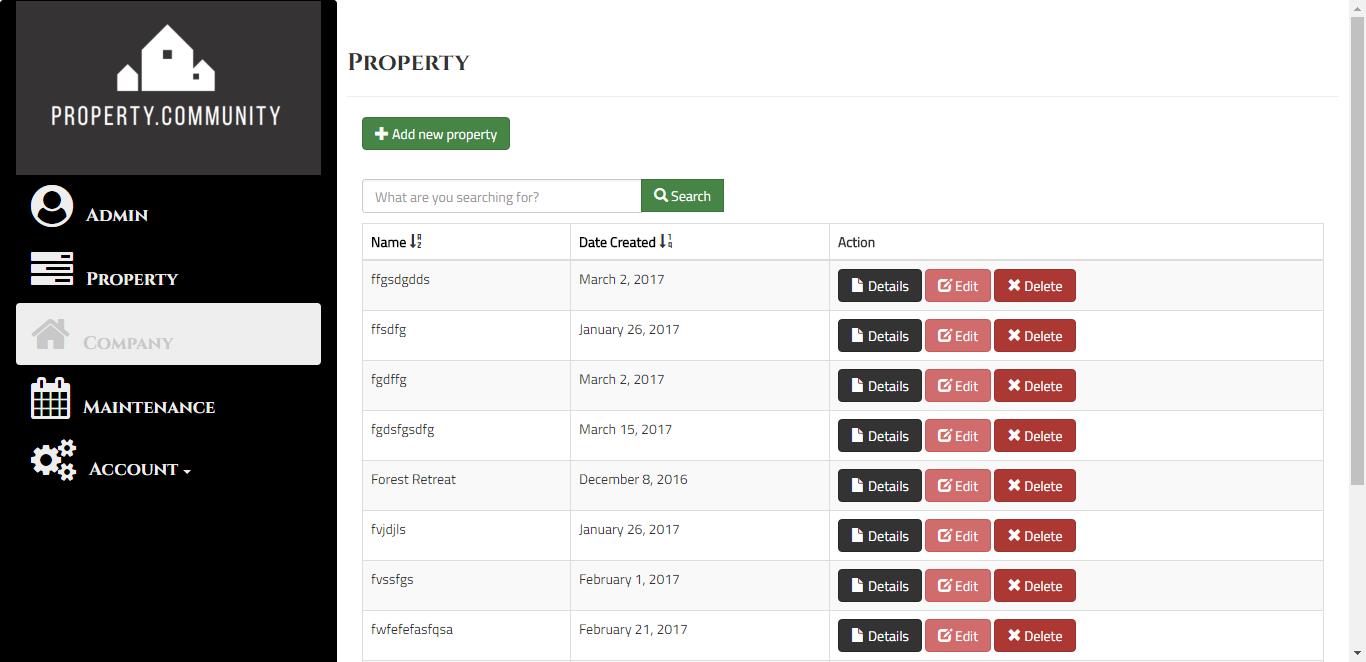 PROPERTY.COMMUNITY
Admin
Property
Company
Maintenance
Account
Property
Add new property
What are you searching for? Search
Name Date Created Action
ffgsdgdds March 2, 2017 Details Edit Delete
ffsdfg January 26, 2017 Details Edit Delete
fgdffg March 2, 2017 Details Edit Delete
fgdsfgsdfg March 15, 2017 Details Edit Delete
Forest Retreat December 8, 2016 Details Edit Delete
fvjdjls January 26, 2017 Details Edit Delete
fvssfgs February 1, 2017 Details Edit Delete
fwfefefasfqsa February 21, 2017 Details Edit Delete